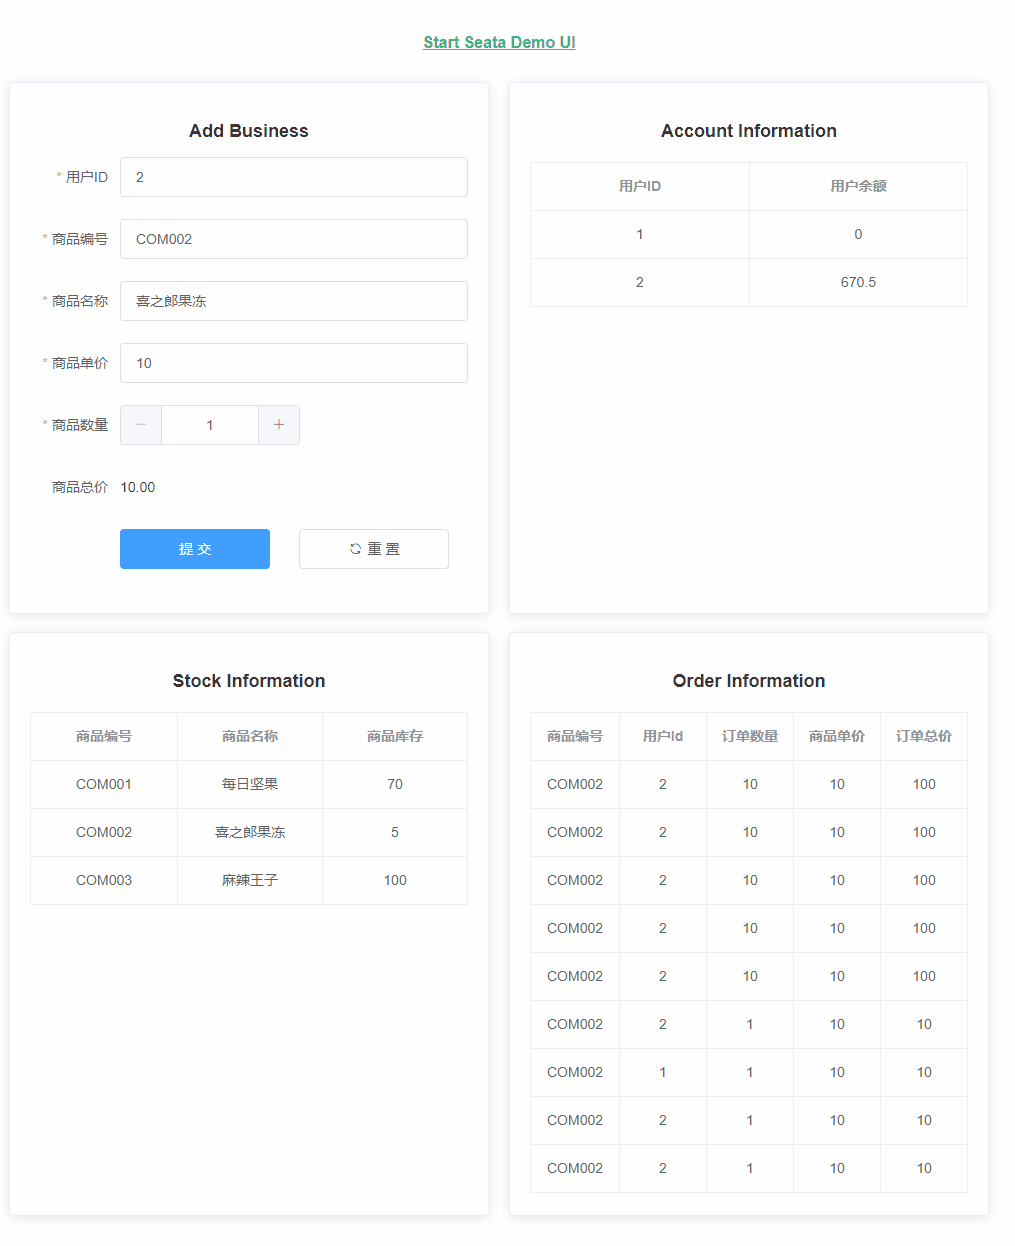 Start Seata Demo UI
Add Business
* 用户ID 2
* 商品编号 COM002
* 商品名称 喜之郎果冻
* 商品单价 10
* 商品数量 − 1 +
商品总价 10.00
提 交 重 置
Account Information
用户ID 用户余额
1 0
2 670.5
Stock Information
商品编号 商品名称 商品库存
COM001 每日坚果 70
COM002 喜之郎果冻 5
COM003 麻辣王子 100
Order Information
商品编号 用户Id 订单数量 商品单价 订单总价
COM002 2 10 10 100
COM002 2 10 10 100
COM002 2 10 10 100
COM002 2 10 10 100
COM002 2 10 10 100
COM002 2 1 10 10
COM002 1 1 10 10
COM002 2 1 10 10
COM002 2 1 10 10